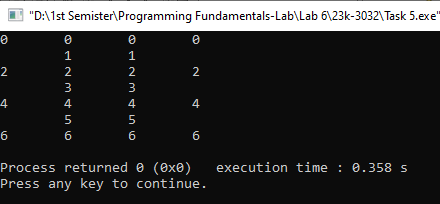 "D:\1st Semister\Programming Fundamentals-Lab\Lab 6\23k-3032\Task 5.exe"
0 0 0 0
1 1
2 2 2 2
3 3
4 4 4 4
5 5
6 6 6 6
Process returned 0 (0x0)   execution time : 0.358 s
Press any key to continue.